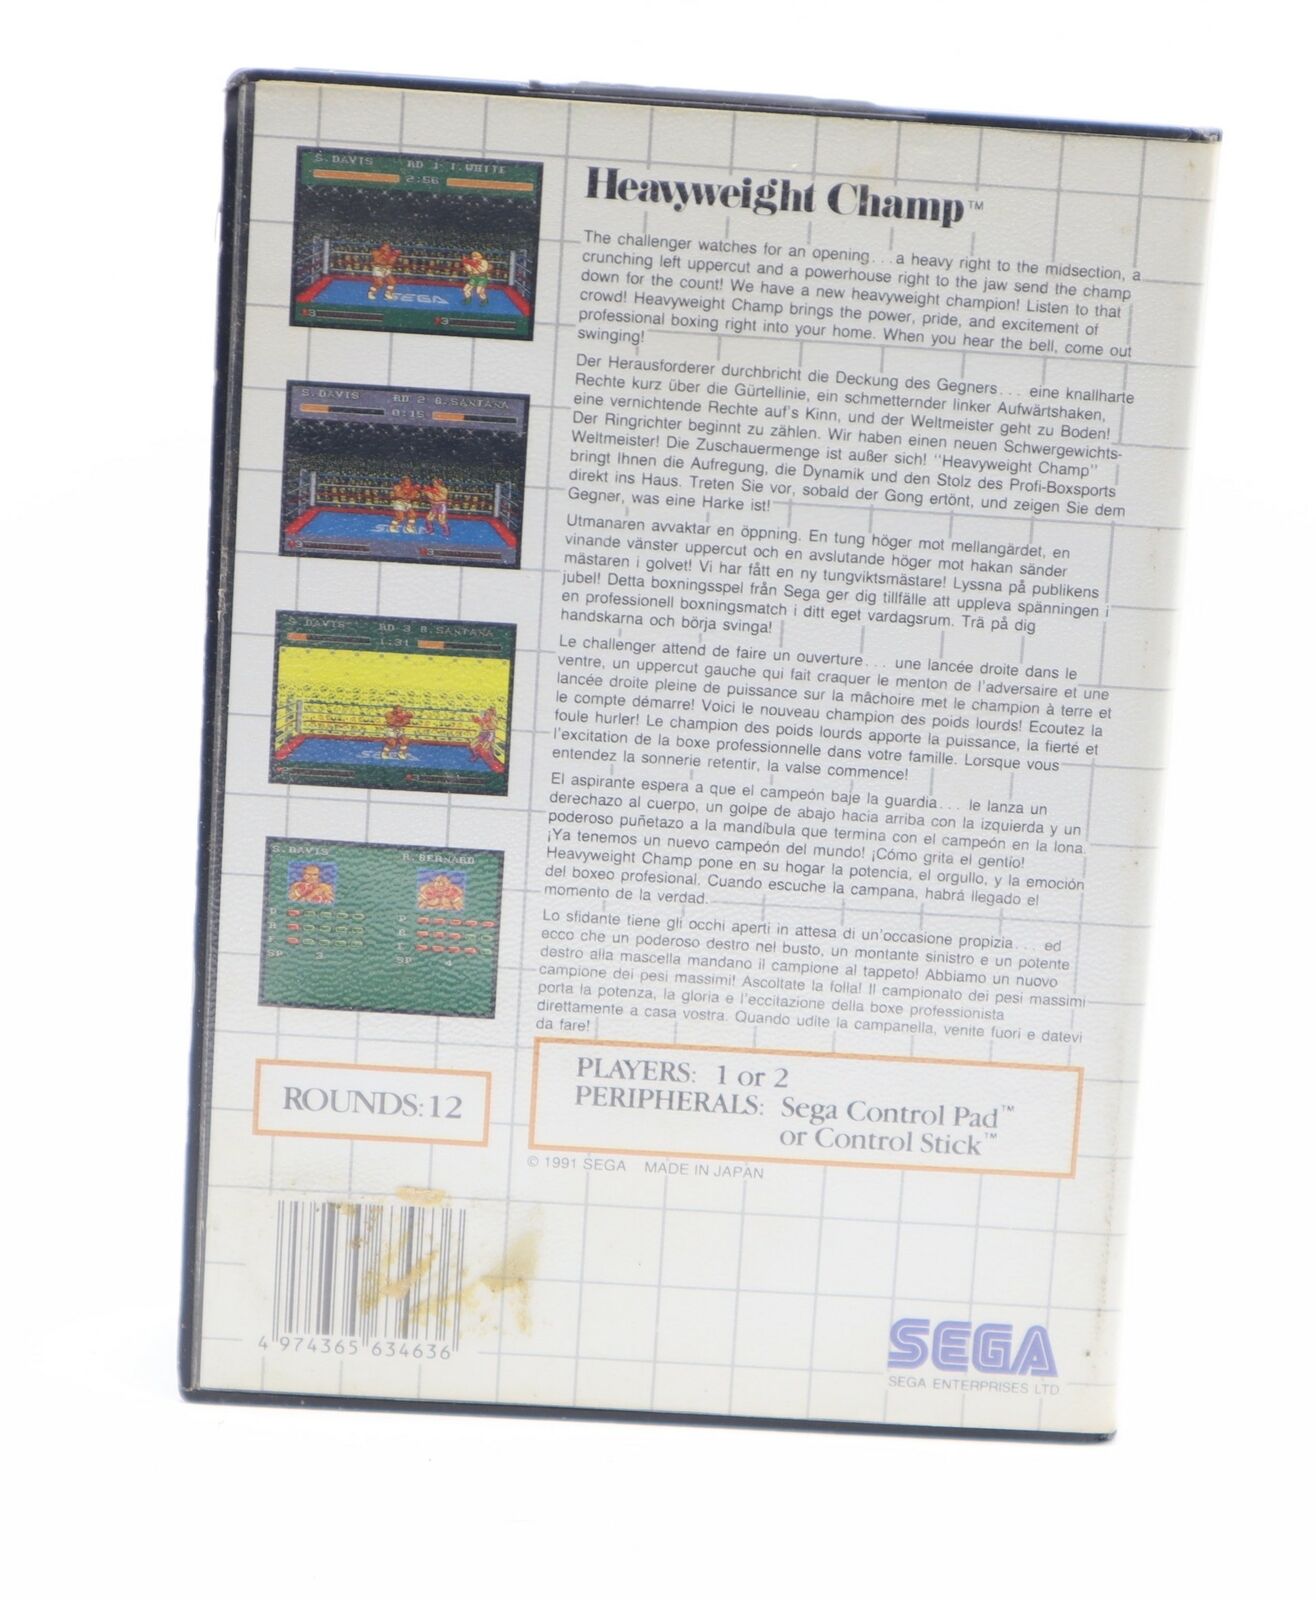 S. DAVIS RD 1 T. WHITE
2:56
SEGA
3 3
S. DAVIS RD 2 B. SANTANA
0:15
3 3
S. DAVIS RD 3 B. SANTANA
1:31
SEGA
S. DAVIS R. BERNARD
SP 3 SP 4
Heavyweight Champ™
The challenger watches for an opening...a heavy right to the midsection, a
crunching left uppercut and a powerhouse right to the jaw send the champ
down for the count! We have a new heavyweight champion! Listen to that
crowd! Heavyweight Champ brings the power, pride, and excitement of
professional boxing right into your home. When you hear the bell, come out
swinging!
Der Herausforderer durchbricht die Deckung des Gegners... eine knallharte
Rechte kurz über die Gürtellinie, ein schmetternder linker Aufwärtshaken,
eine vernichtende Rechte auf's Kinn, und der Weltmeister geht zu Boden!
Der Ringrichter beginnt zu zählen. Wir haben einen neuen Schwergewichts-
Weltmeister! Die Zuschauermenge ist außer sich! "Heavyweight Champ"
bringt Ihnen die Aufregung, die Dynamik und den Stolz des Profi-Boxsports
direkt ins Haus. Treten Sie vor, sobald der Gong ertönt, und zeigen Sie dem
Gegner, was eine Harke ist!
Utmanaren avvaktar en öppning. En tung höger mot mellangärdet, en
vinande vänster uppercut och en avslutande höger mot hakan sänder
mästaren i golvet! Vi har fått en ny tungviktsmästare! Lyssna på publikens
jubel! Detta boxningsspel från Sega ger dig tillfälle att uppleva spänningen i
en professionell boxningsmatch i ditt eget vardagsrum. Trä på dig
handskarna och börja svinga!
Le challenger attend de faire un ouverture... une lancée droite dans le
ventre, un uppercut gauche qui fait craquer le menton de l'adversaire et une
lancée droite pleine de puissance sur la mâchoire met le champion à terre et
le compte démarre! Voici le nouveau champion des poids lourds! Ecoutez la
foule hurler! Le champion des poids lourds apporte la puissance, la fierté et
l'excitation de la boxe professionnelle dans votre famille. Lorsque vous
entendez la sonnerie retentir, la valse commence!
El aspirante espera a que el campeón baje la guardia... le lanza un
derechazo al cuerpo, un golpe de abajo hacia arriba con la izquierda y un
poderoso puñetazo a la mandíbula que termina con el campeón en la lona.
¡Ya tenemos un nuevo campeón del mundo! ¡Cómo grita el gentío!
Heavyweight Champ pone en su hogar la potencia, el orgullo, y la emoción
del boxeo profesional. Cuando escuche la campana, habrá llegado el
momento de la verdad.
Lo sfidante tiene gli occhi aperti in attesa di un'occasione propizia... ed
ecco che un poderoso destro nel busto, un montante sinistro e un potente
destro alla mascella mandano il campione al tappeto! Abbiamo un nuovo
campione dei pesi massimi! Ascoltate la folla! Il campionato dei pesi massimi
porta la potenza, la gloria e l'eccitazione della boxe professionista
direttamente a casa vostra. Quando udite la campanella, venite fuori e datevi
da fare!
ROUNDS: 12
PLAYERS: 1 or 2
PERIPHERALS: Sega Control Pad™
or Control Stick™
© 1991 SEGA MADE IN JAPAN
4 974365 634636
SEGA
SEGA ENTERPRISES LTD